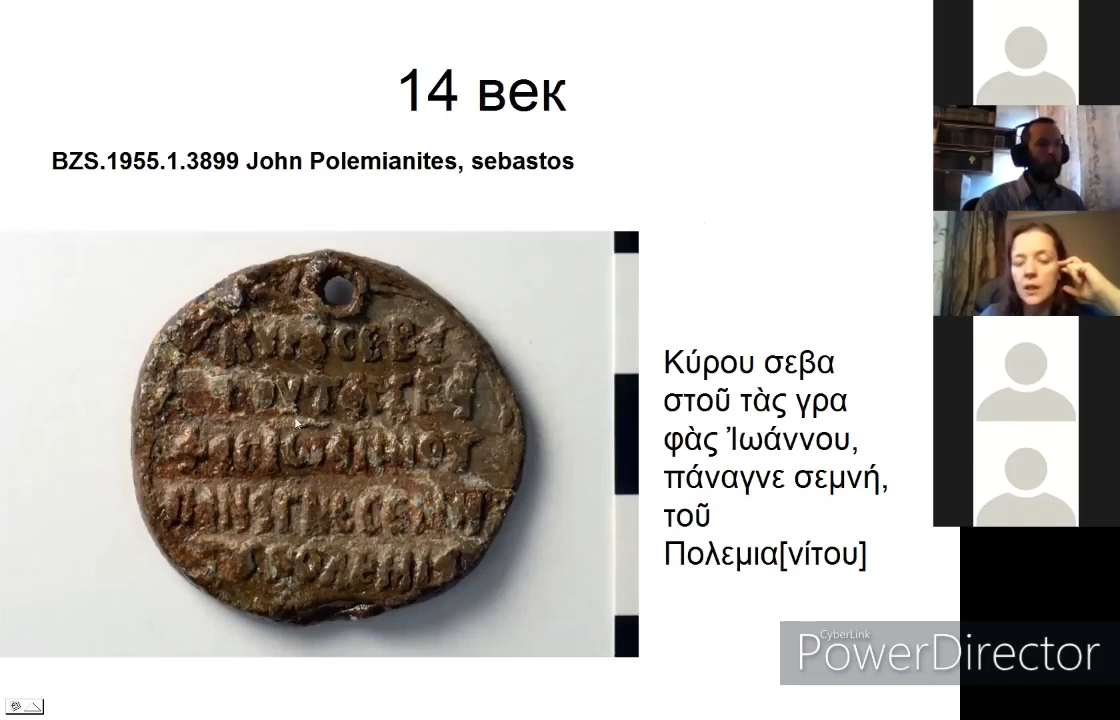 14 век
BZS.1955.1.3899 John Polemianites, sebastos
Κύρου σεβα
στοῦ τὰς γρα
φὰς Ἰωάννου,
πάναγνε σεμνή,
τοῦ
Πολεμια[νίτου]
CyberLink
PowerDirector